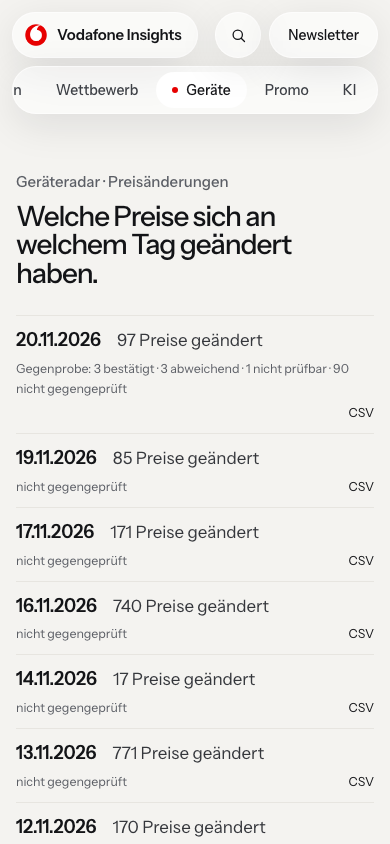 Vodafone Insights
Newsletter
n
Wettbewerb
Geräte
Promo
KI
Geräteradar · Preisänderungen
Welche Preise sich an
welchem Tag geändert
haben.
20.11.2026 97 Preise geändert
Gegenprobe: 3 bestätigt · 3 abweichend · 1 nicht prüfbar · 90
nicht gegengeprüft
CSV
19.11.2026 85 Preise geändert
nicht gegengeprüft CSV
17.11.2026 171 Preise geändert
nicht gegengeprüft CSV
16.11.2026 740 Preise geändert
nicht gegengeprüft CSV
14.11.2026 17 Preise geändert
nicht gegengeprüft CSV
13.11.2026 771 Preise geändert
nicht gegengeprüft CSV
12.11.2026 170 Preise geändert